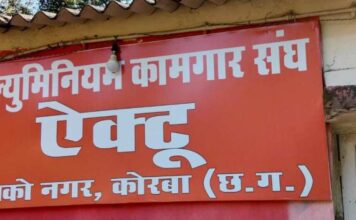 ल्युमिनियम कामगार संघ
ऐक्टू
को नगर, कोरबा (छ.ग.)